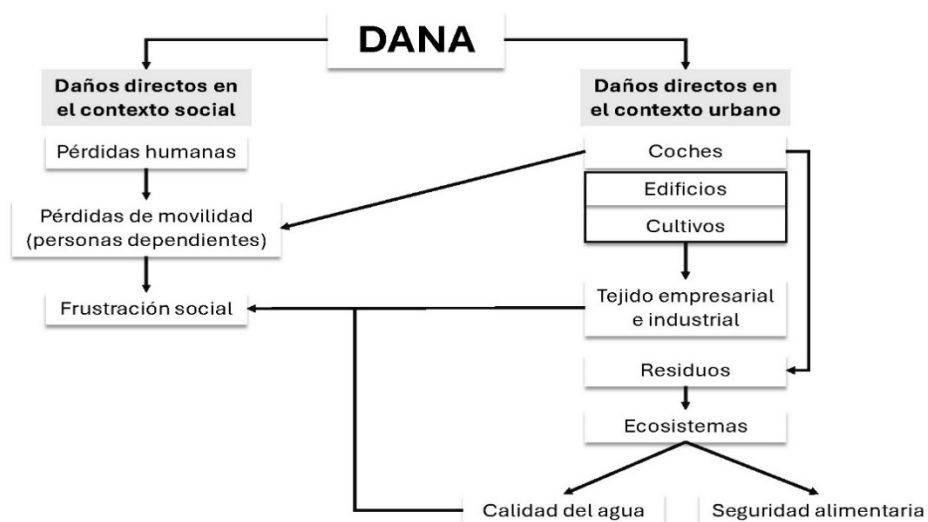 DANA
Daños directos en
el contexto social
Pérdidas humanas
Pérdidas de movilidad
(personas dependientes)
Frustración social
Daños directos en
el contexto urbano
Coches
Edificios
Cultivos
Tejido empresarial
e industrial
Residuos
Ecosistemas
Calidad del agua
Seguridad alimentaria